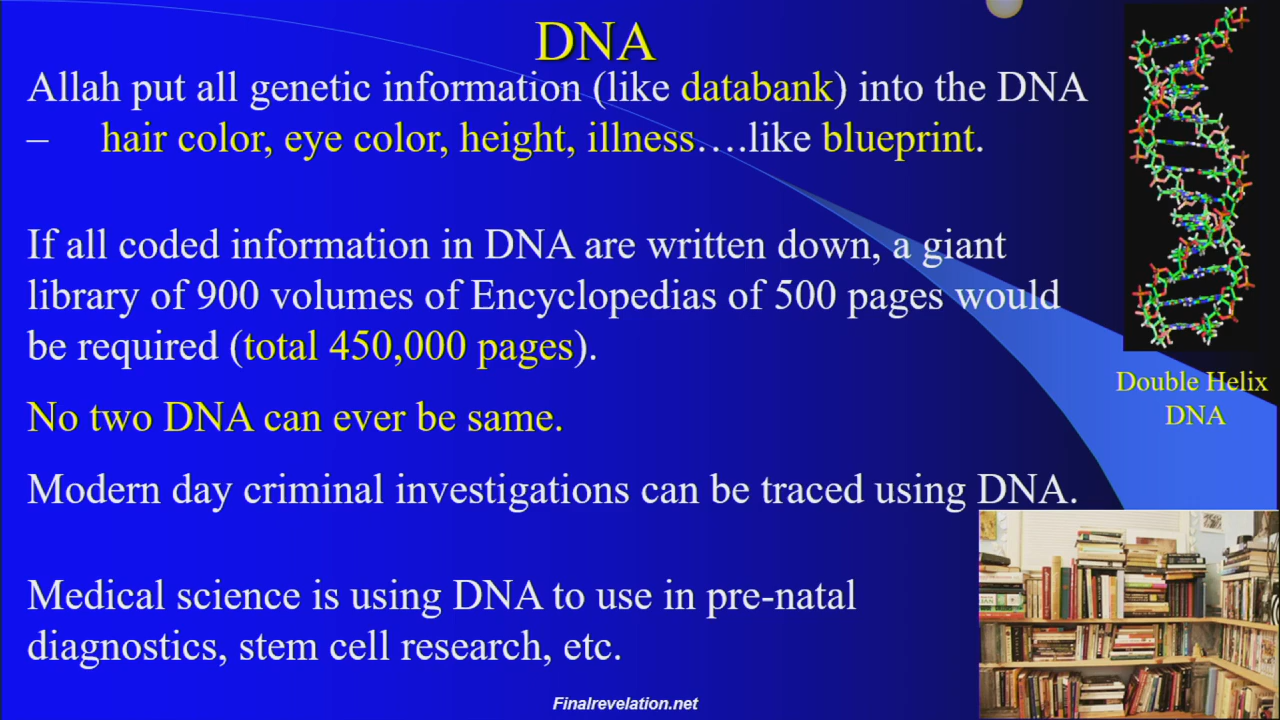 DNA
Allah put all genetic information (like databank) into the DNA
– hair color, eye color, height, illness….like blueprint.
If all coded information in DNA are written down, a giant
library of 900 volumes of Encyclopedias of 500 pages would
be required (total 450,000 pages).
No two DNA can ever be same.
Modern day criminal investigations can be traced using DNA.
Medical science is using DNA to use in pre-natal
diagnostics, stem cell research, etc.
Double Helix
DNA
Finalrevelation.net